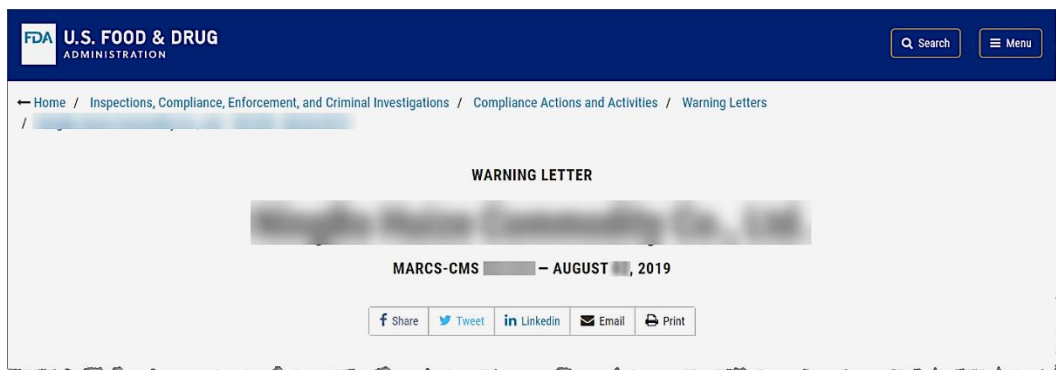 FDA U.S. FOOD & DRUG
ADMINISTRATION
Search
Menu
Home / Inspections, Compliance, Enforcement, and Criminal Investigations / Compliance Actions and Activities / Warning Letters
/
WARNING LETTER
MARCS-CMS — AUGUST , 2019
Share Tweet Linkedin Email Print